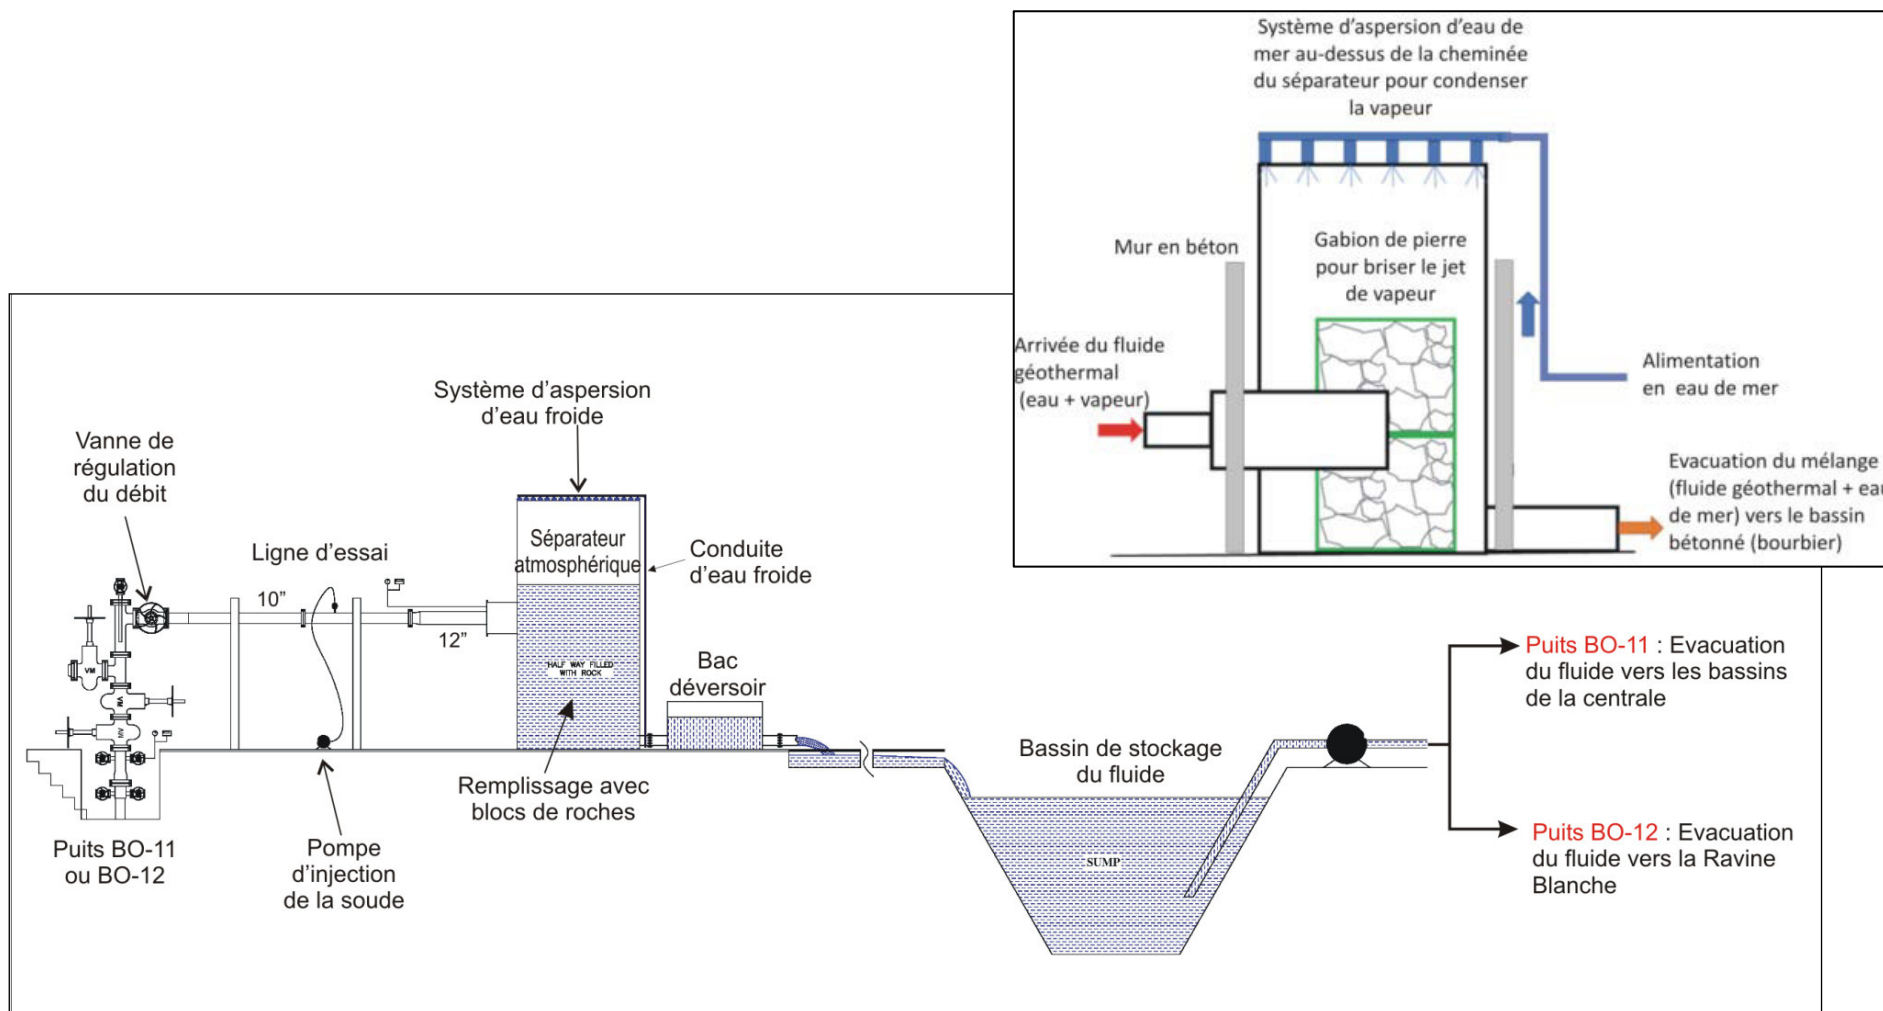 Système d'aspersion d'eau de
mer au-dessus de la cheminée
du séparateur pour condenser
la vapeur
Mur en béton
Gabion de pierre
pour briser le jet
de vapeur
Arrivée du fluide
géothermal
(eau + vapeur)
Alimentation
en eau de mer
Evacuation du mélange
(fluide géothermal + eau
de mer) vers le bassin
bétonné (bourbier)
Système d'aspersion
d'eau froide
Vanne de
régulation
du débit
Ligne d'essai
Séparateur
atmosphérique
Conduite
d'eau froide
10"
12"
HALF WAY FILLED
WITH ROCK
VM
VM
MV
Bac
déversoir
Remplissage avec
blocs de roches
Puits BO-11
ou BO-12
Pompe
d'injection
de la soude
Bassin de stockage
du fluide
SUMP
Puits BO-11 : Evacuation
du fluide vers les bassins
de la centrale
Puits BO-12 : Evacuation
du fluide vers la Ravine
Blanche